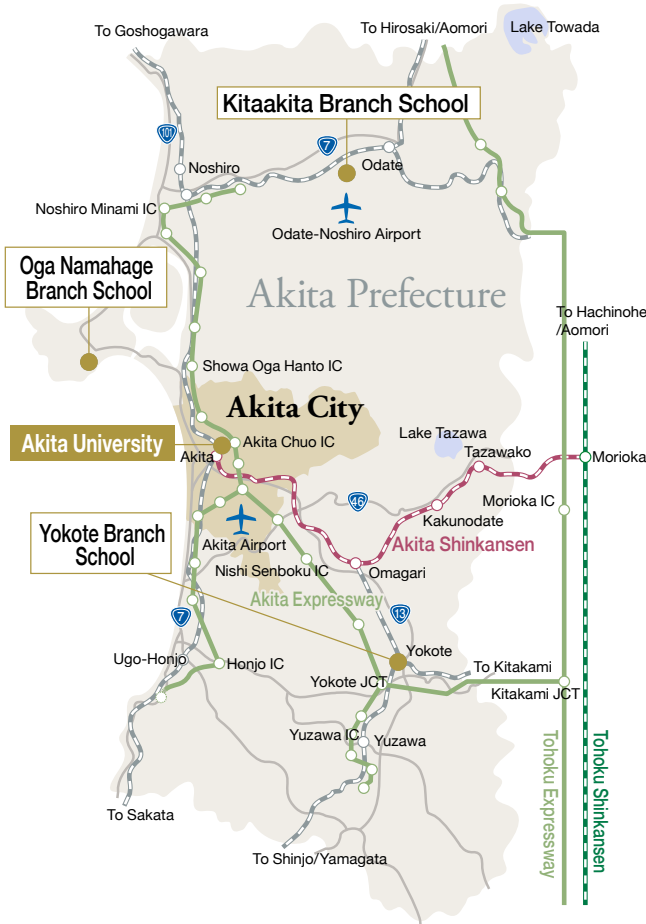 To Goshogawara
To Hirosaki/Aomori
Lake Towada
Kitaakita Branch School
101
7
Noshiro
Odate
Noshiro Minami IC
Odate-Noshiro Airport
Oga Namahage
Branch School
Akita Prefecture
To Hachinohe
/Aomori
Showa Oga Hanto IC
Akita City
Akita University
Akita Chuo IC
Akita
Lake Tazawa
Tazawako
Morioka
46
Morioka IC
Kakunodate
Yokote Branch
School
Akita Airport
Akita Shinkansen
Nishi Senboku IC
Omagari
Akita Expressway
7
13
Ugo-Honjo
Honjo IC
Yokote
To Kitakami
Yokote JCT
Kitakami JCT
Yuzawa IC
Yuzawa
Tohoku Expressway
Tohoku Shinkansen
To Sakata
To Shinjo/Yamagata